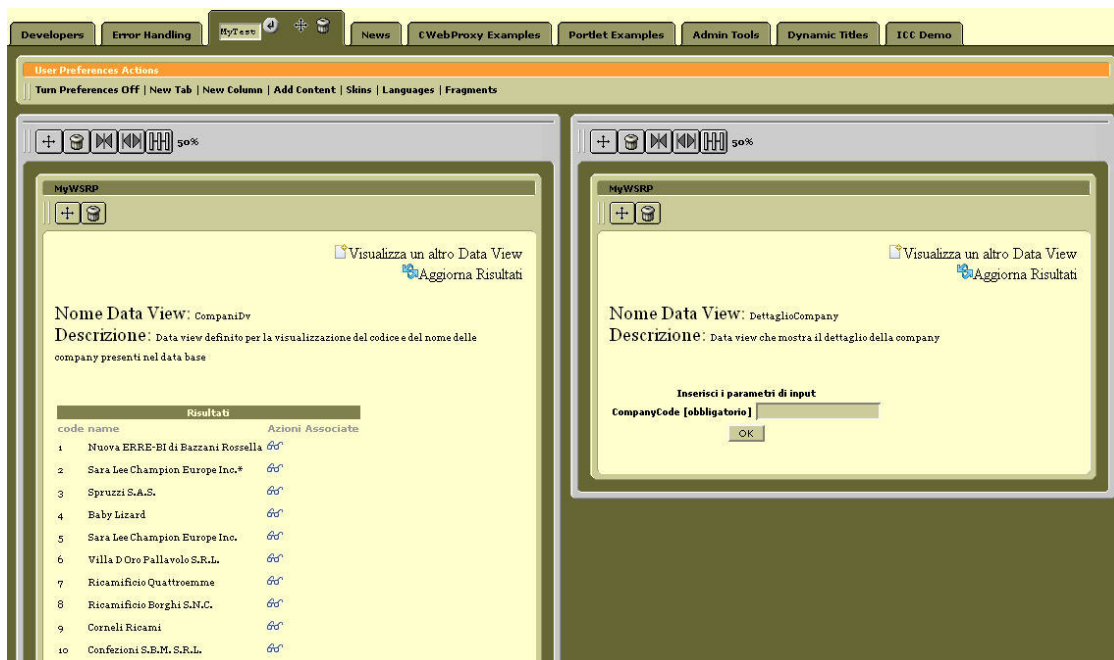 Developers Error Handling MyTest News CWebProxy Examples Portlet Examples Admin Tools Dynamic Titles ICC Demo
User Preferences Actions
Turn Preferences Off | New Tab | New Column | Add Content | Skins | Languages | Fragments
50%
MyWSRP
Visualizza un altro Data View
Aggiorna Risultati
Nome Data View: CompaniDv
Descrizione: Data view definito per la visualizzazione del codice e del nome delle
company presenti nel data base
Risultati
code name Azioni Associate
1 Nuova ERRE-BI di Bazzani Rossella
2 Sara Lee Champion Europe Inc.*
3 Spruzzi S.A.S.
4 Baby Lizard
5 Sara Lee Champion Europe Inc.
6 Villa D Oro Pallavolo S.R.L.
7 Ricamificio Quattroemme
8 Ricamificio Borghi S.N.C.
9 Corneli Ricami
10 Confezioni S.B.M. S.R.L.
50%
MyWSRP
Visualizza un altro Data View
Aggiorna Risultati
Nome Data View: DettaglioCompany
Descrizione: Data view che mostra il dettaglio della company
Inserisci i parametri di input
CompanyCode [obbligatorio]
OK